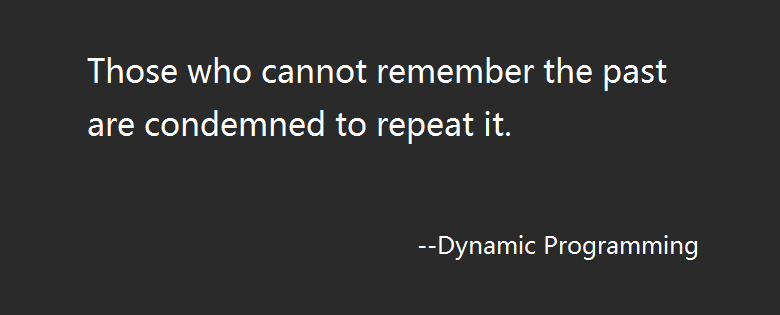 Those who cannot remember the past
are condemned to repeat it.
--Dynamic Programming